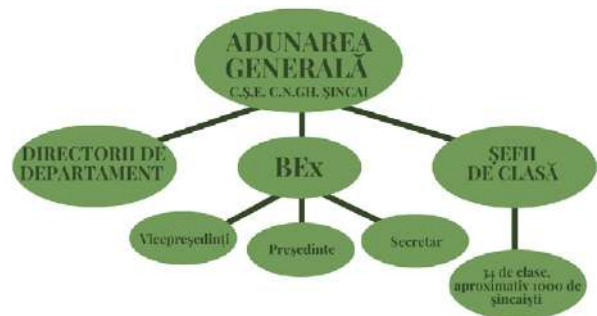 ADUNAREA
GENERALĂ
C.Ș.E. C.N.GH. ȘINCAI
DIRECTORII DE
DEPARTAMENT
BEx
ȘEFII
DE CLASĂ
Vicepreședinți
Președinte
Secretar
34 de clase,
aproximativ 1000 de
șincaiști